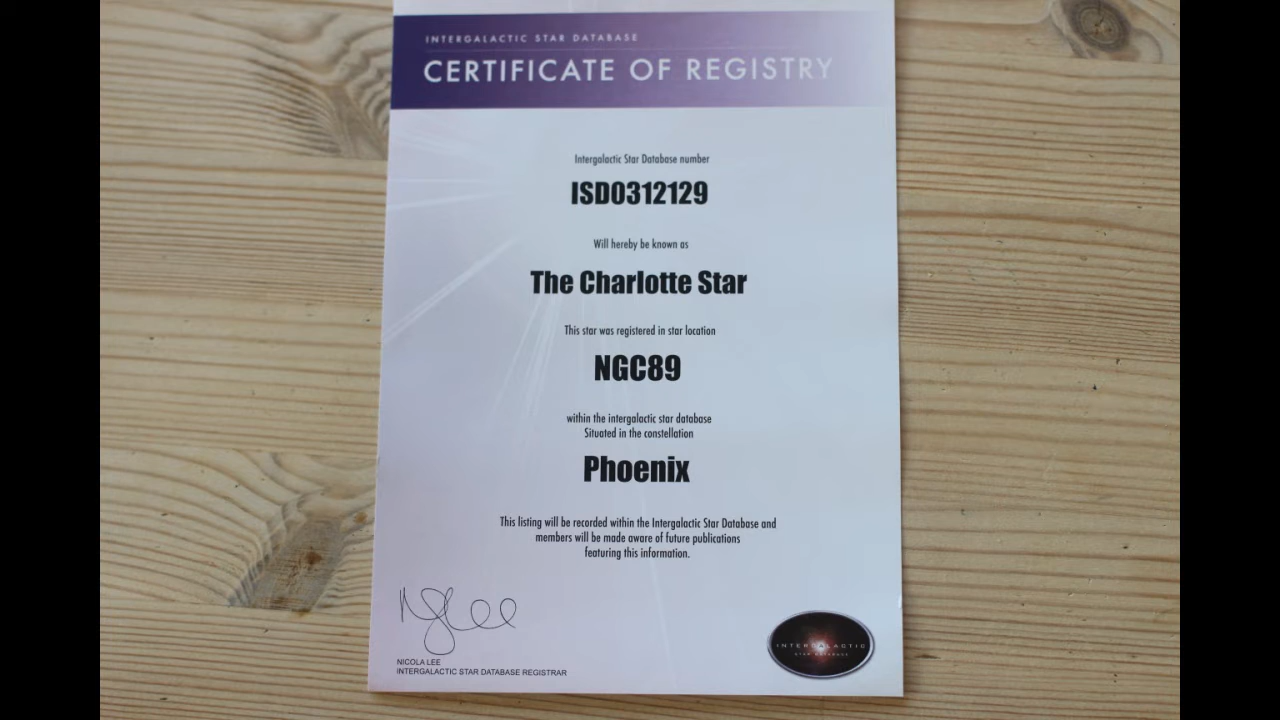 INTERGALACTIC STAR DATABASE
CERTIFICATE OF REGISTRY
Intergalactic Star Database number
ISD0312129
Will hereby be known as
The Charlotte Star
This star was registered in star location
NGC89
within the intergalactic star database
Situated in the constellation
Phoenix
This listing will be recorded within the Intergalactic Star Database and
members will be made aware of future publications
featuring this information.
NLee
NICOLA LEE
INTERGALACTIC STAR DATABASE REGISTRAR
INTERGALACTIC
STAR DATABASE